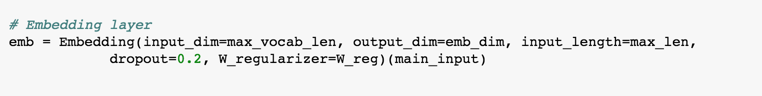 # Embedding layer
emb = Embedding(input_dim=max_vocab_len, output_dim=emb_dim, input_length=max_len,
dropout=0.2, W_regularizer=W_reg)(main_input)